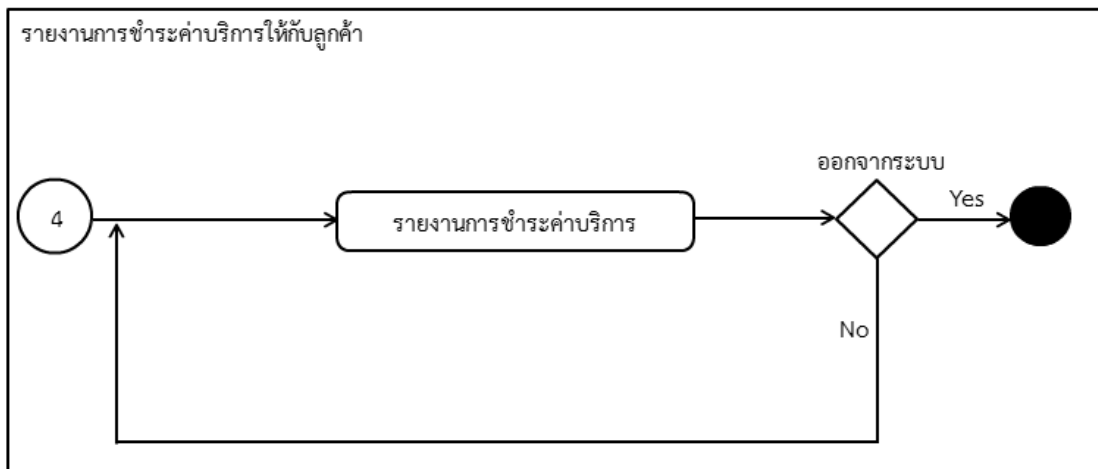 รายงานการชำระค่าบริการให้กับลูกค้า
ออกจากระบบ
4
รายงานการชำระค่าบริการ
Yes
No